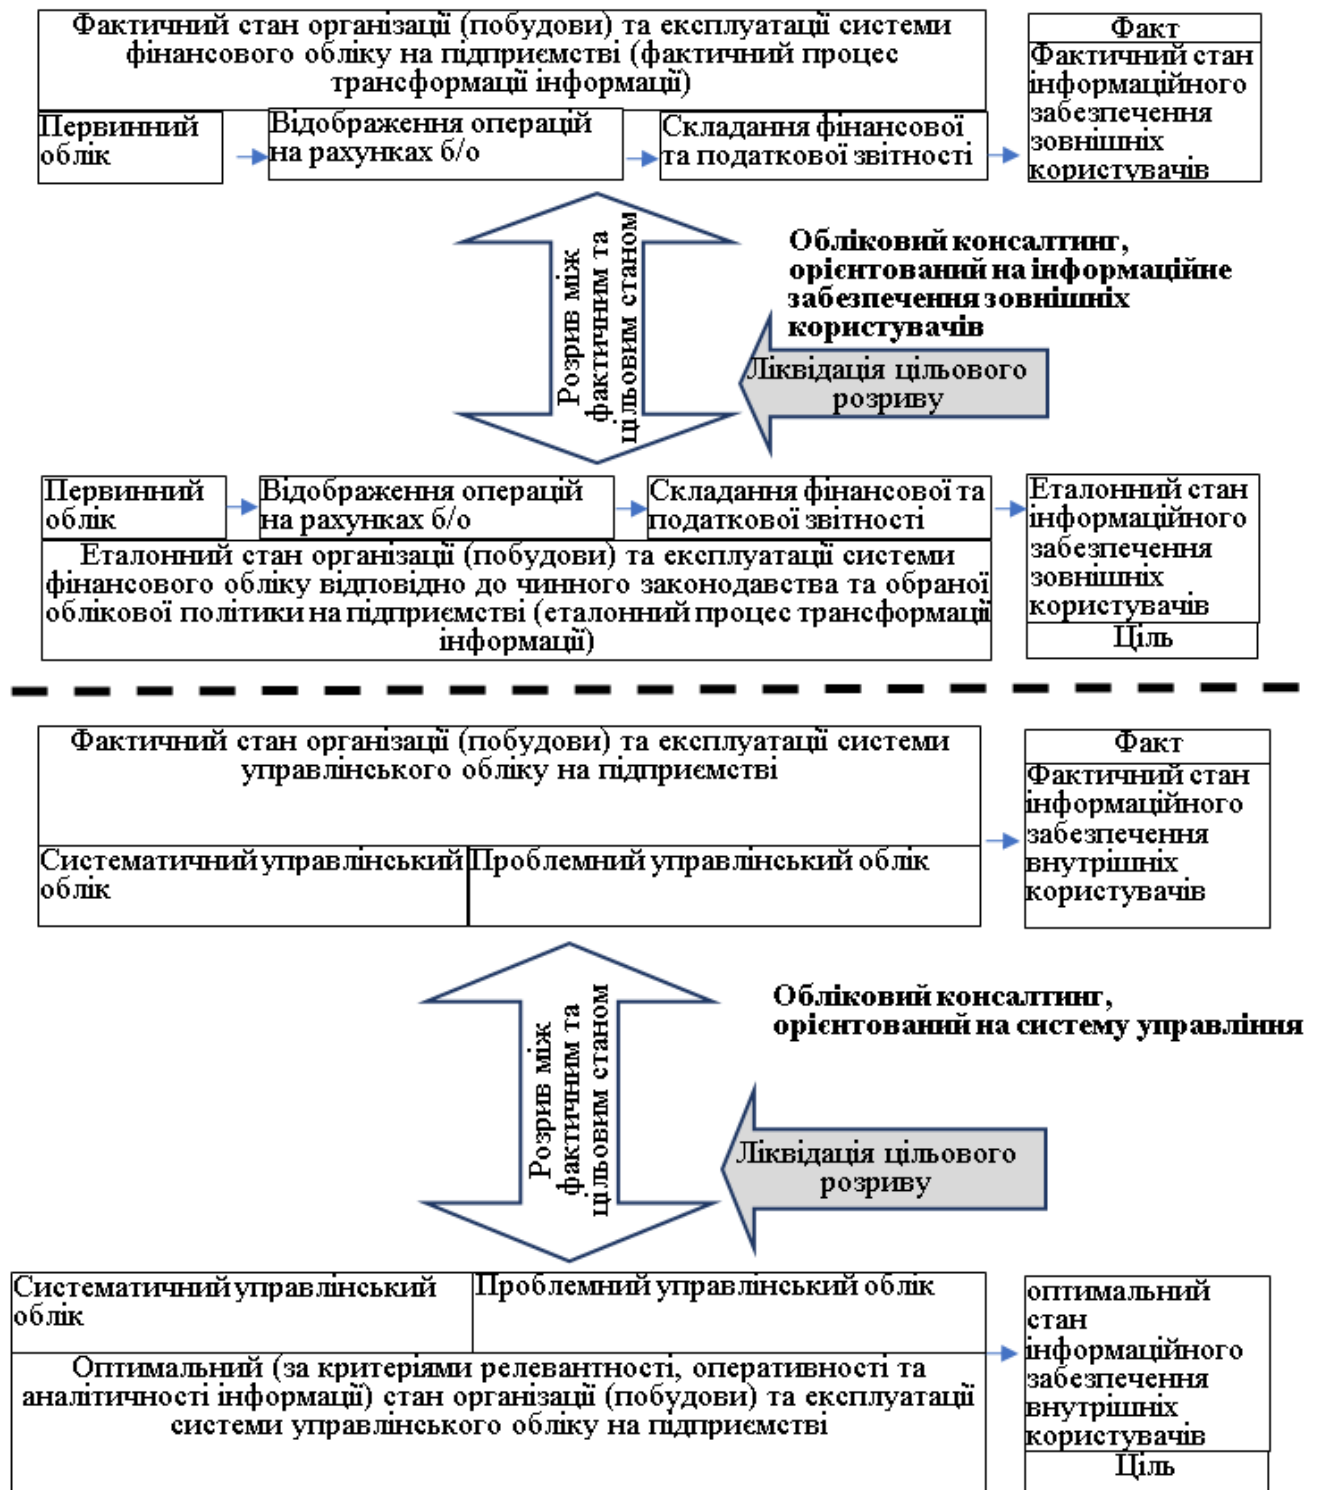 Фактичний стан організації (побудови) та експлуатації системи
фінансового обліку на підприємстві (фактичний процес
трансформації інформації)
Факт
Фактичний стан
інформаційного
забезпечення
зовнішніх
користувачів
Первинний
облік
Відображення операцій
на рахунках б/о
Складання фінансової
та податкової звітності
Розрив між
фактичним та
цільовим станом
Обліковий консалтинг,
орієнтований на інформаційне
забезпечення зовнішніх
користувачів
Ліквідація цільового
розриву
Первинний
облік
Відображення операцій
на рахунках б/о
Складання фінансової та
податкової звітності
Еталонний стан
інформаційного
забезпечення
зовнішніх
користувачів
Ціль
Еталонний стан організації (побудови) та експлуатації системи
фінансового обліку відповідно до чинного законодавства та обраної
облікової політики на підприємстві (еталонний процес трансформації
інформації)
Фактичний стан організації (побудови) та експлуатації системи
управлінського обліку на підприємстві
Факт
Фактичний стан
інформаційного
забезпечення
внутрішніх
користувачів
Систематичний управлінський
облік
Проблемний управлінський облік
Розрив між
фактичним та
цільовим станом
Обліковий консалтинг,
орієнтований на систему управління
Ліквідація цільового
розриву
Систематичний управлінський
облік
Проблемний управлінський облік
оптимальний
стан
інформаційного
забезпечення
внутрішніх
користувачів
Ціль
Оптимальний (за критеріями релевантності, оперативності та
аналітичності інформації) стан організації (побудови) та експлуатації
системи управлінського обліку на підприємстві